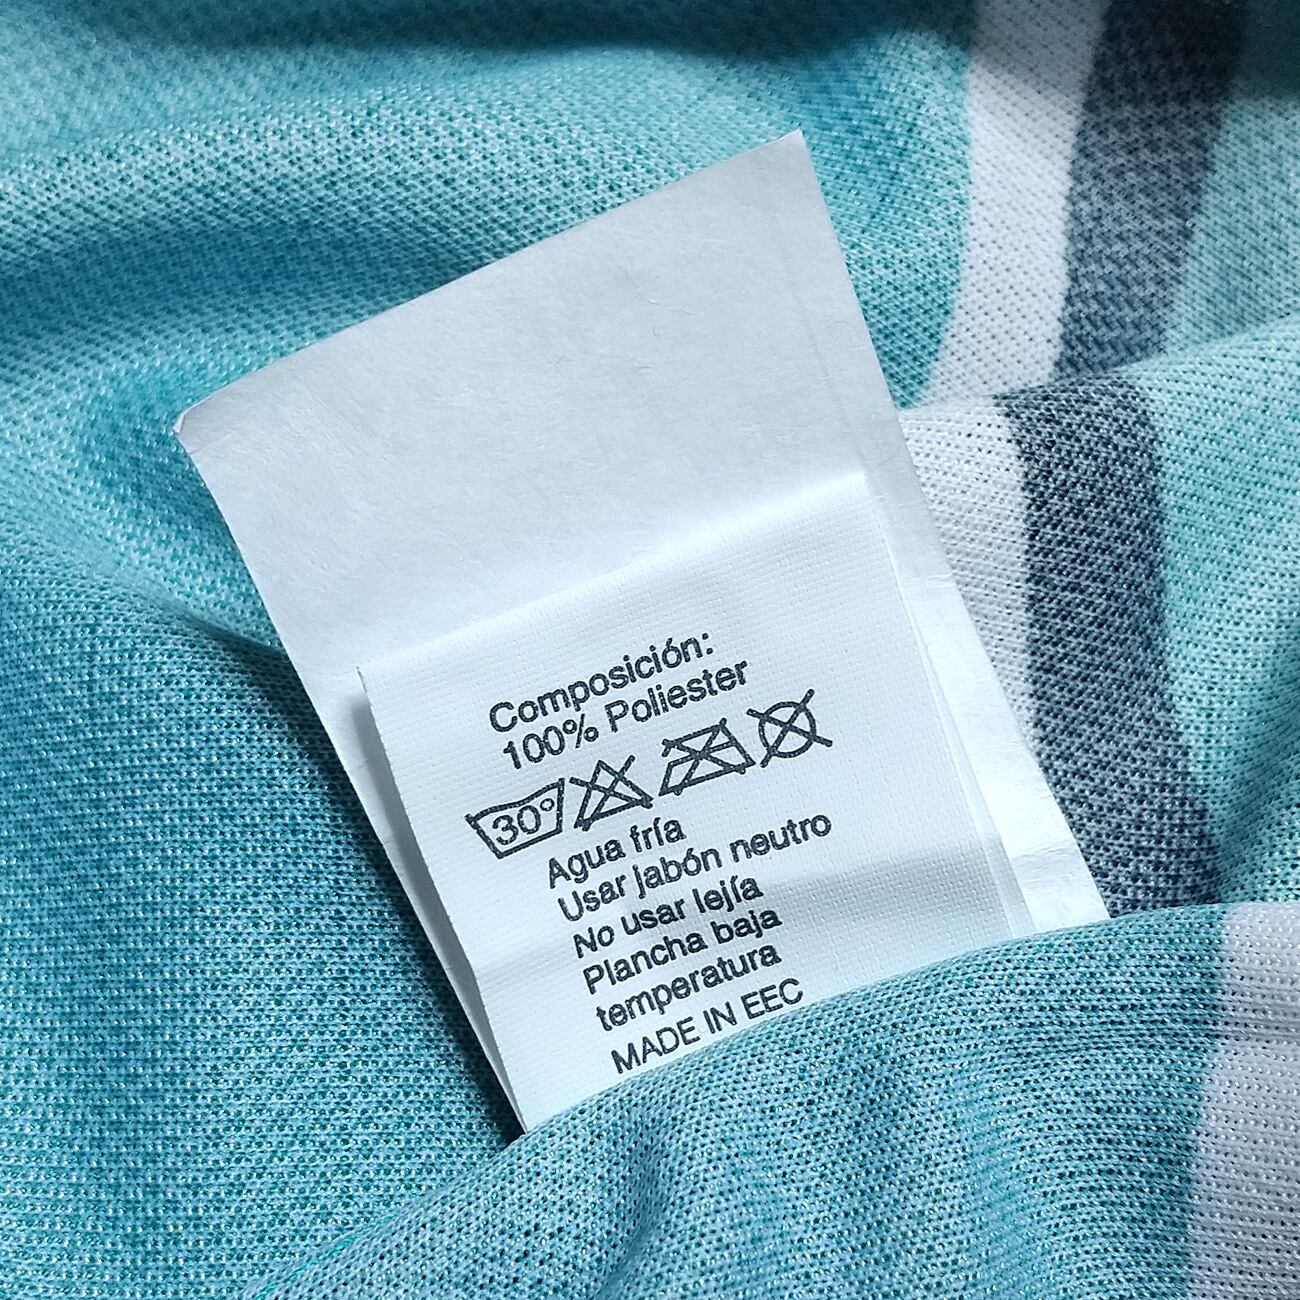 Composición:
100% Poliester
30°
Agua fría
Usar jabón neutro
No usar lejía
Plancha baja
temperatura
MADE IN EEC